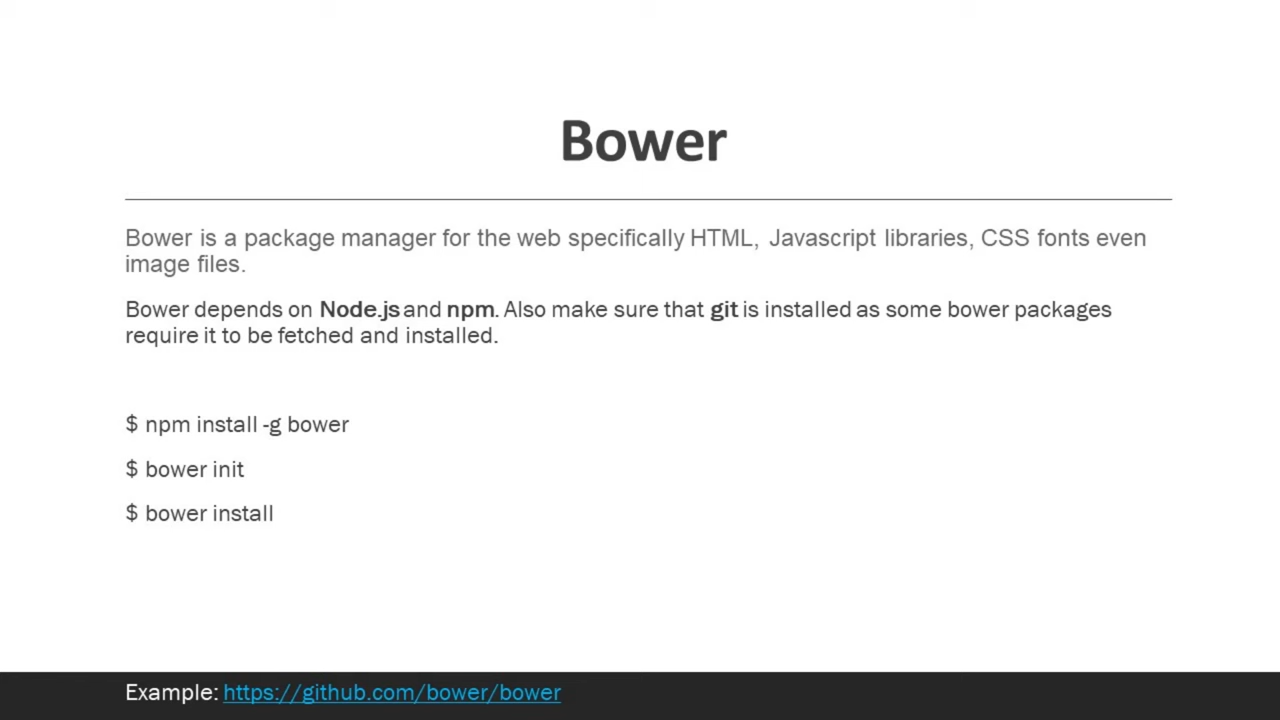 Bower
Bower is a package manager for the web specifically HTML, Javascript libraries, CSS fonts even
image files.
Bower depends on Node.js and npm. Also make sure that git is installed as some bower packages
require it to be fetched and installed.
$ npm install -g bower
$ bower init
$ bower install
Example: https://github.com/bower/bower